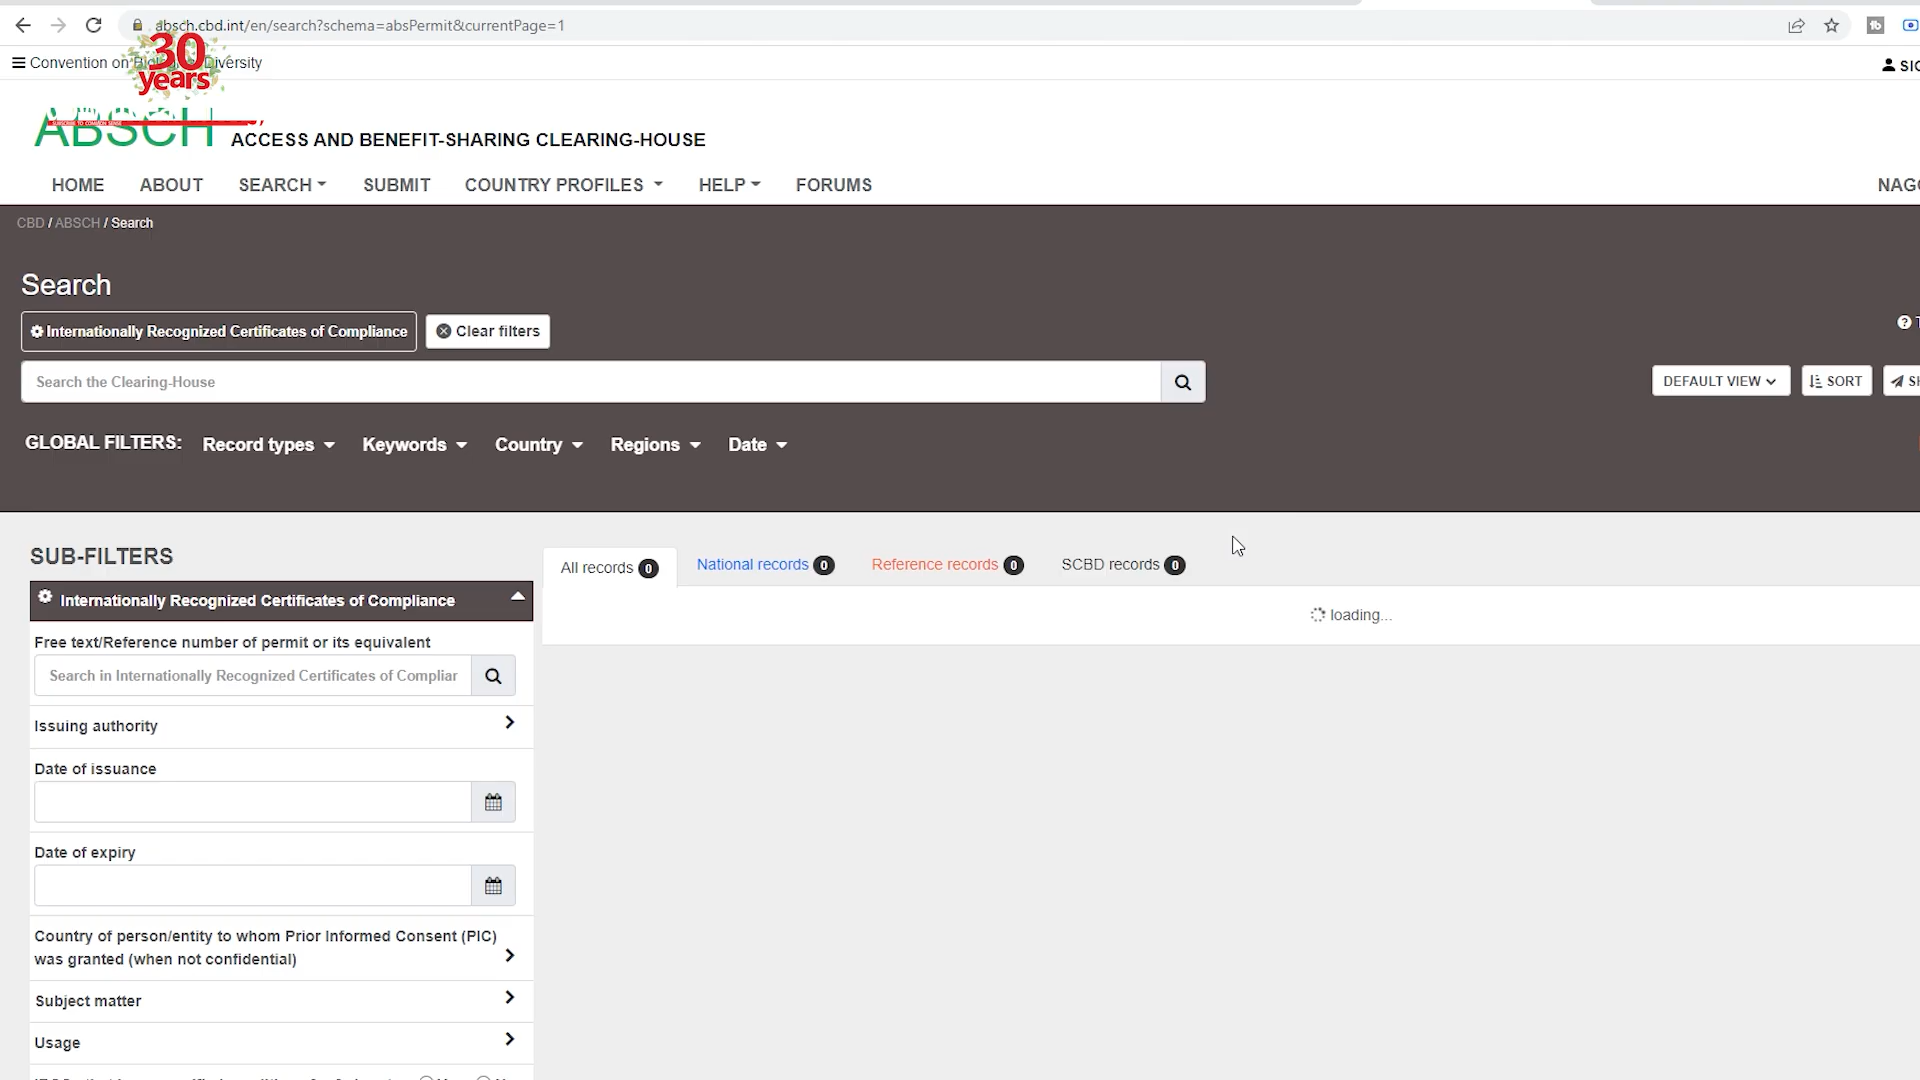 absch.cbd.int/en/search?schema=absPermit&currentPage=1
Convention on Biological Diversity
30
years
SUBSCRIBE TO COMMON SENSE
ABSCH ACCESS AND BENEFIT-SHARING CLEARING-HOUSE
HOME ABOUT SEARCH SUBMIT COUNTRY PROFILES HELP FORUMS
CBD / ABSCH / Search
Search
Internationally Recognized Certificates of Compliance Clear filters
Search the Clearing-House
DEFAULT VIEW SORT
GLOBAL FILTERS: Record types Keywords Country Regions Date
SUB-FILTERS
All records 0 National records 0 Reference records 0 SCBD records 0
Internationally Recognized Certificates of Compliance
loading...
Free text/Reference number of permit or its equivalent
Search in Internationally Recognized Certificates of Complian
Issuing authority
Date of issuance
Date of expiry
Country of person/entity to whom Prior Informed Consent (PIC)
was granted (when not confidential)
Subject matter
Usage